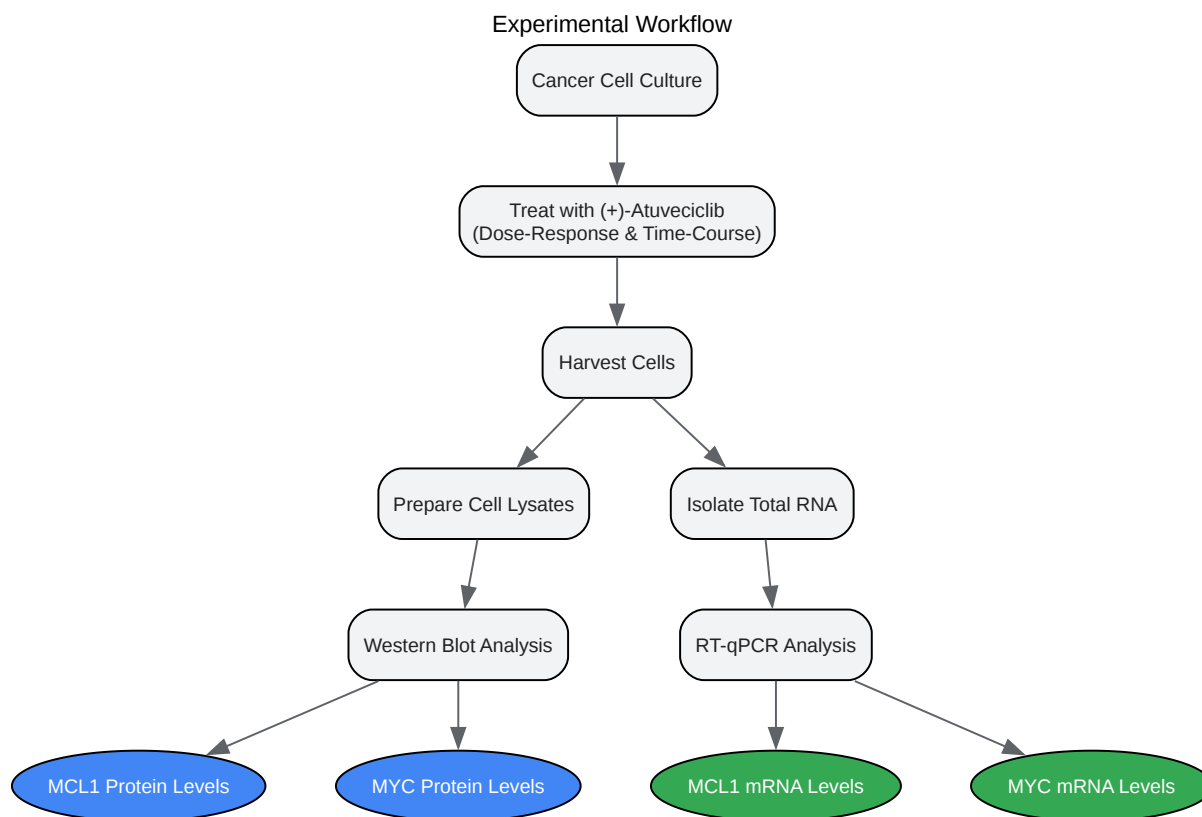 Experimental Workflow
Cancer Cell Culture
Treat with (+)-Atuveciclib
(Dose-Response & Time-Course)
Harvest Cells
Prepare Cell Lysates
Isolate Total RNA
Western Blot Analysis
RT-qPCR Analysis
MCL1 Protein Levels
MYC Protein Levels
MCL1 mRNA Levels
MYC mRNA Levels